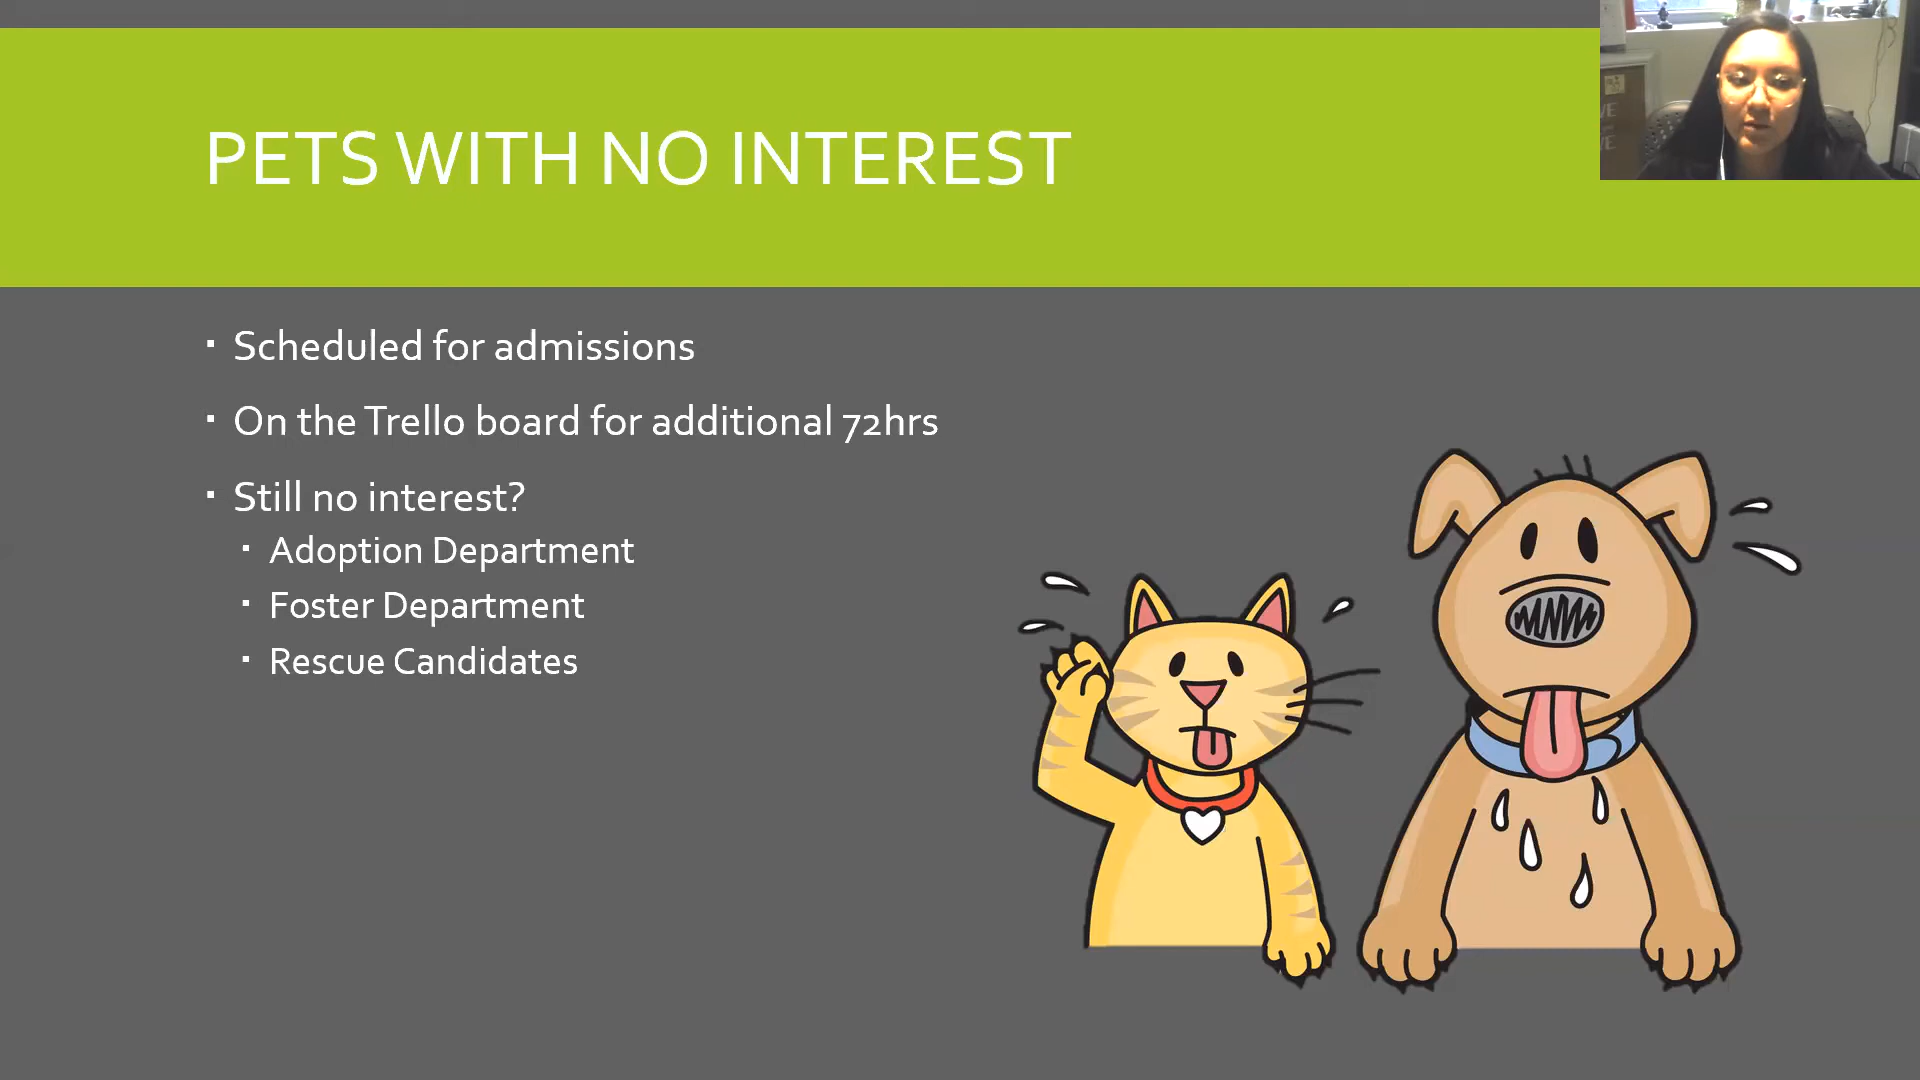 PETS WITH NO INTEREST
▪ Scheduled for admissions
▪ On the Trello board for additional 72hrs
▪ Still no interest?
▪ Adoption Department
▪ Foster Department
▪ Rescue Candidates